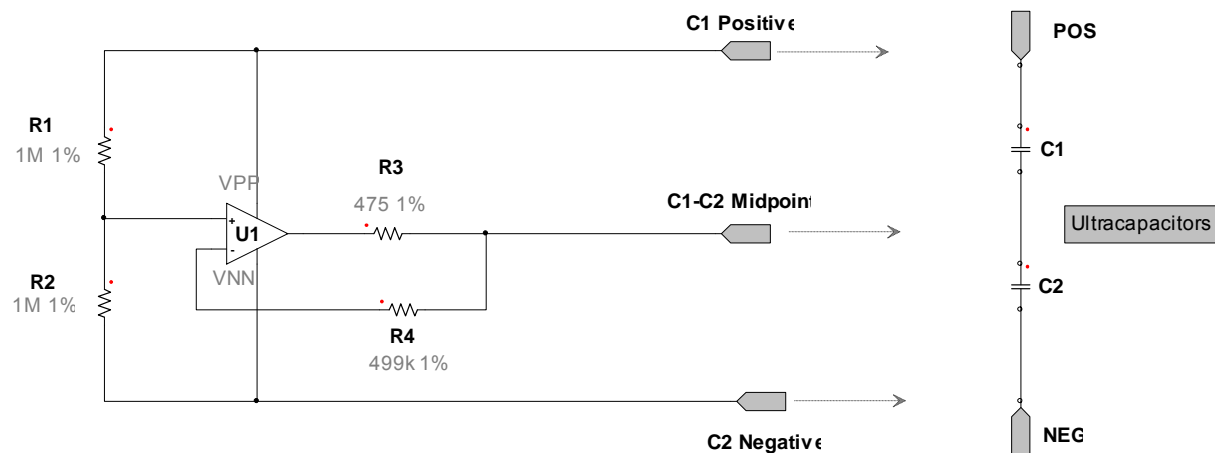 C1 Positive
POS
R1
1M 1%
C1
R3
VPP
475 1%
C1-C2 Midpoint
+
U1
-
Ultracapacitors
VNN
R2
1M 1%
C2
R4
499k 1%
C2 Negative
NEG